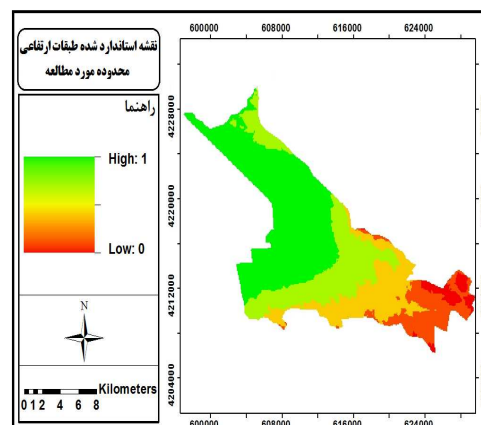 نقشه استاندارد شده طبقات ارتفاعی
محدوده مورد مطالعه
راهنما
High: 1
Low: 0
N
Kilometers
0 1 2 4 6 8
600000 608000 616000 624000
4228000
4220000
4212000
4204000
600000 608000 616000 624000